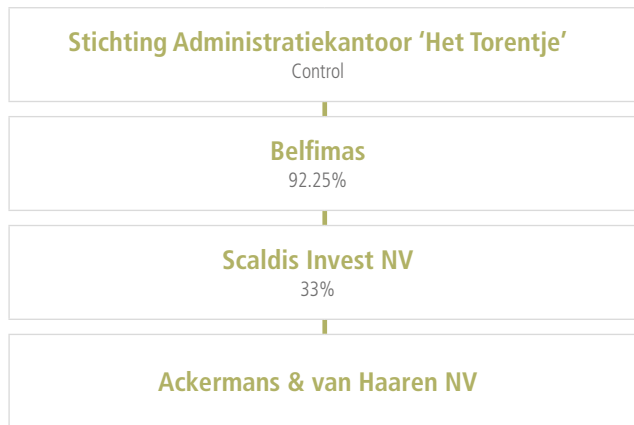 Stichting Administratiekantoor ‘Het Torentje’
Control
Belfimas
92.25%
Scaldis Invest NV
33%
Ackermans & van Haaren NV